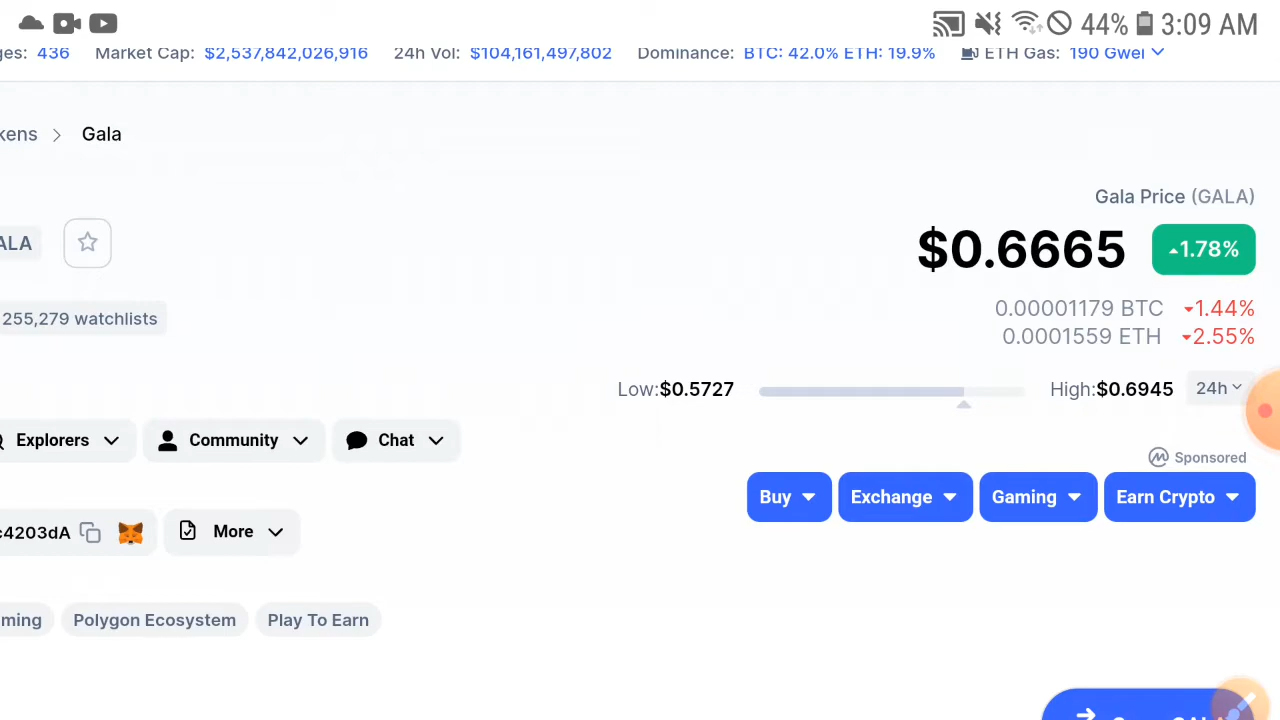 44% 3:09 AM
ges: 436 Market Cap: $2,537,842,026,916 24h Vol: $104,161,497,802 Dominance: BTC: 42.0% ETH: 19.9% ETH Gas: 190 Gwei
kens > Gala
Gala Price (GALA)
ALA $0.6665 1.78%
0.00001179 BTC 1.44%
255,279 watchlists
0.0001559 ETH 2.55%
Low:$0.5727 High:$0.6945 24h
Explorers Community Chat
Sponsored
Buy Exchange Gaming Earn Crypto
c4203dA More
ming Polygon Ecosystem Play To Earn